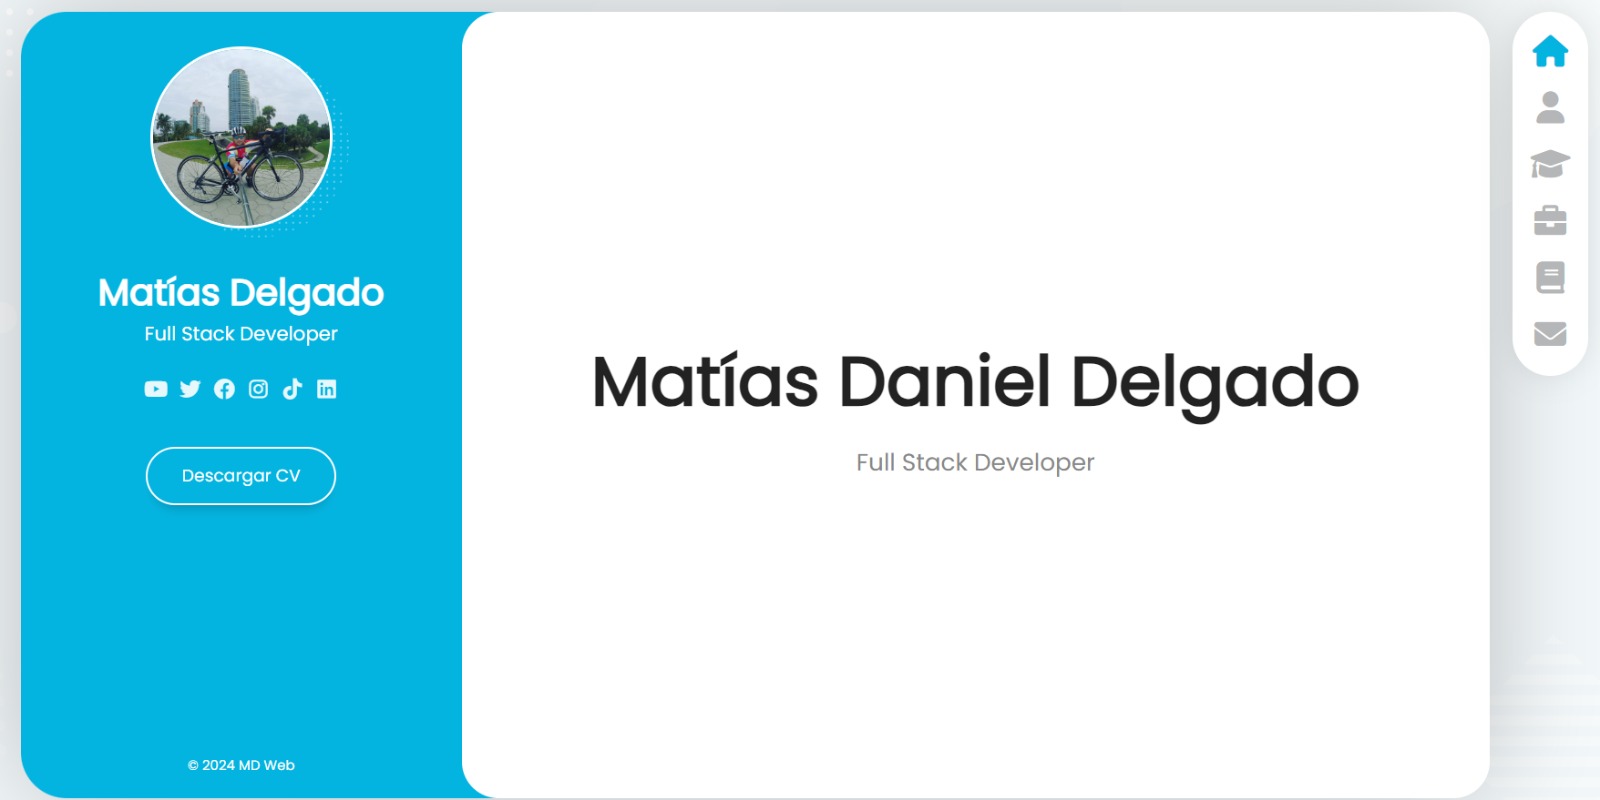 Matías Delgado
Full Stack Developer
Descargar CV
© 2024 MD Web
Matías Daniel Delgado
Full Stack Developer